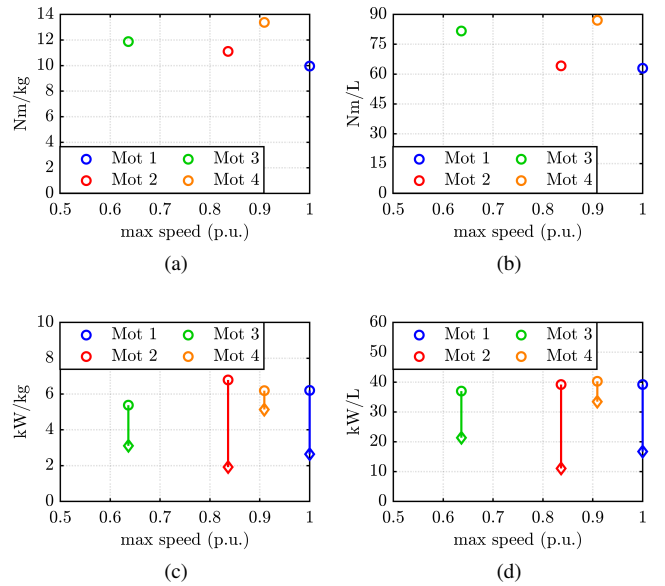 14
12
10
8
6
4
2
0
Nm/kg
Mot 1
Mot 3
Mot 2
Mot 4
0.5 0.6 0.7 0.8 0.9 1
max speed (p.u.)
(a)
90
75
60
45
30
15
0
Nm/L
Mot 1
Mot 3
Mot 2
Mot 4
0.5 0.6 0.7 0.8 0.9 1
max speed (p.u.)
(b)
10
8
6
4
2
0
kW/kg
Mot 1
Mot 3
Mot 2
Mot 4
0.5 0.6 0.7 0.8 0.9 1
max speed (p.u.)
(c)
60
50
40
30
20
10
0
kW/L
Mot 1
Mot 3
Mot 2
Mot 4
0.5 0.6 0.7 0.8 0.9 1
max speed (p.u.)
(d)